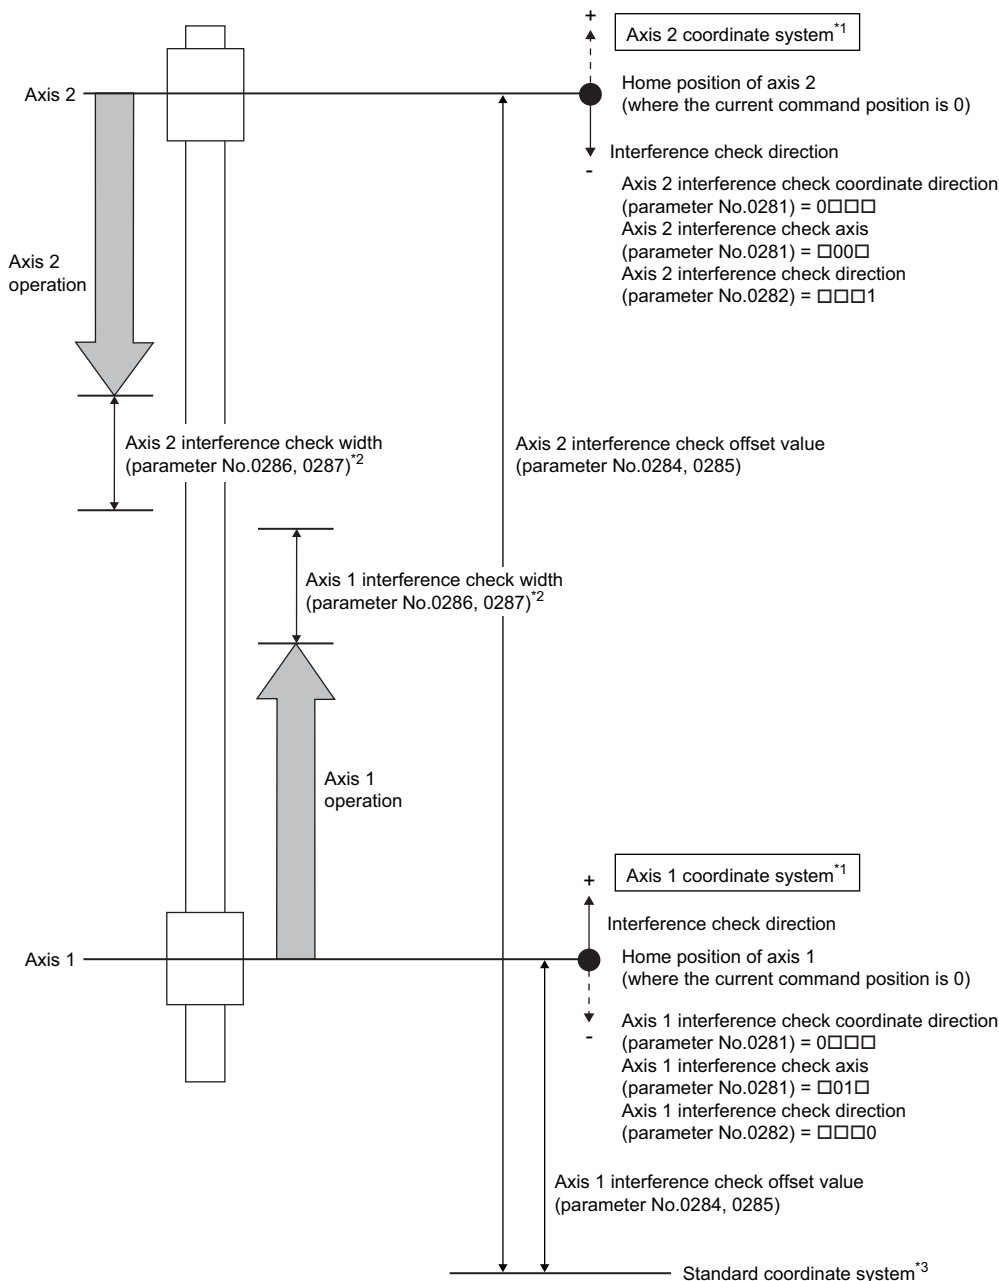 +
Axis 2 coordinate system*1
Axis 2
Home position of axis 2
(where the current command position is 0)
Interference check direction
-
Axis 2 interference check coordinate direction
(parameter No.0281) = 0□□□
Axis 2 interference check axis
(parameter No.0281) = □00□
Axis 2 interference check direction
(parameter No.0282) = □□□1
Axis 2
operation
Axis 2 interference check width
(parameter No.0286, 0287)*2
Axis 2 interference check offset value
(parameter No.0284, 0285)
Axis 1 interference check width
(parameter No.0286, 0287)*2
Axis 1
operation
+
Axis 1 coordinate system*1
Interference check direction
Axis 1
Home position of axis 1
(where the current command position is 0)
-
Axis 1 interference check coordinate direction
(parameter No.0281) = 0□□□
Axis 1 interference check axis
(parameter No.0281) = □01□
Axis 1 interference check direction
(parameter No.0282) = □□□0
Axis 1 interference check offset value
(parameter No.0284, 0285)
Standard coordinate system*3